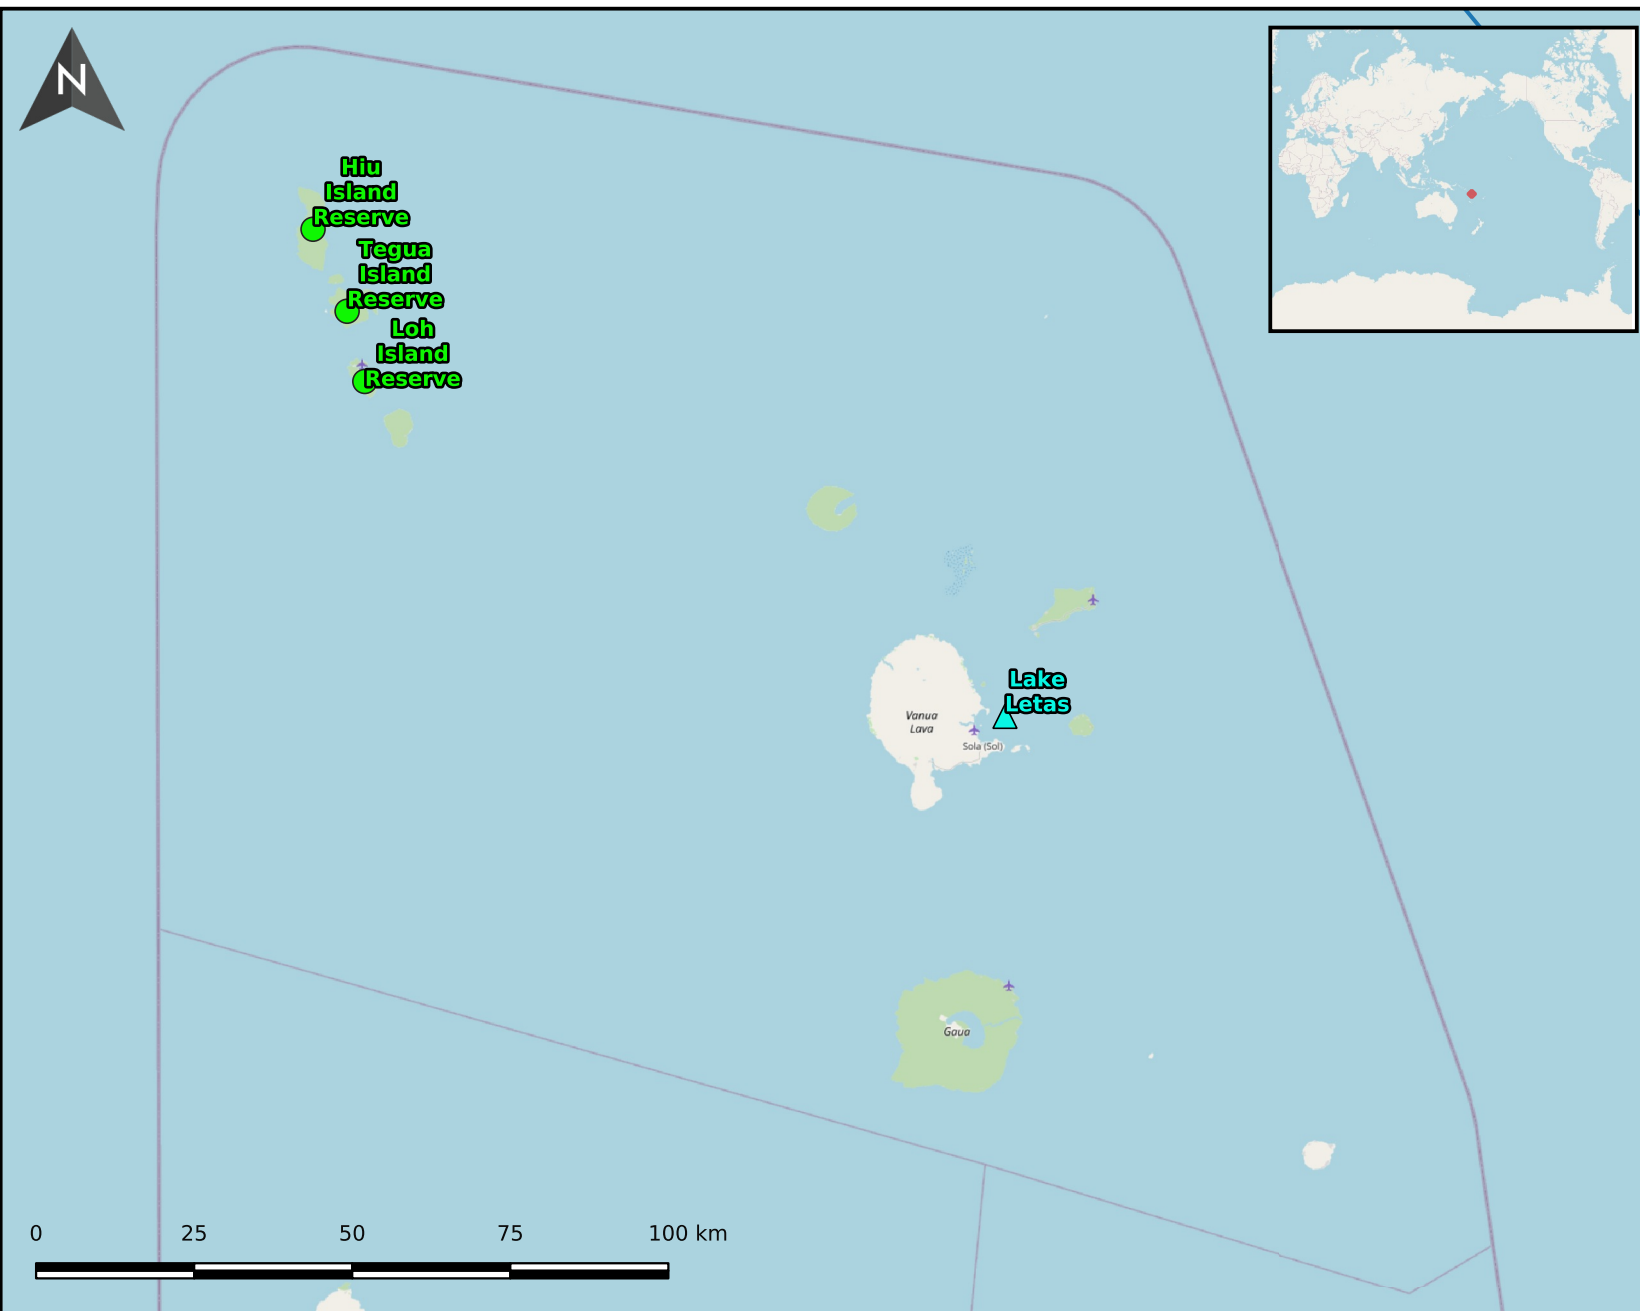 N
Hiu
Island
Reserve
Tegua
Island
Reserve
Loh
Island
Reserve
Lake
Letas
Vanua
Lava
Sola (Sol)
Gaua
0 25 50 75 100 km